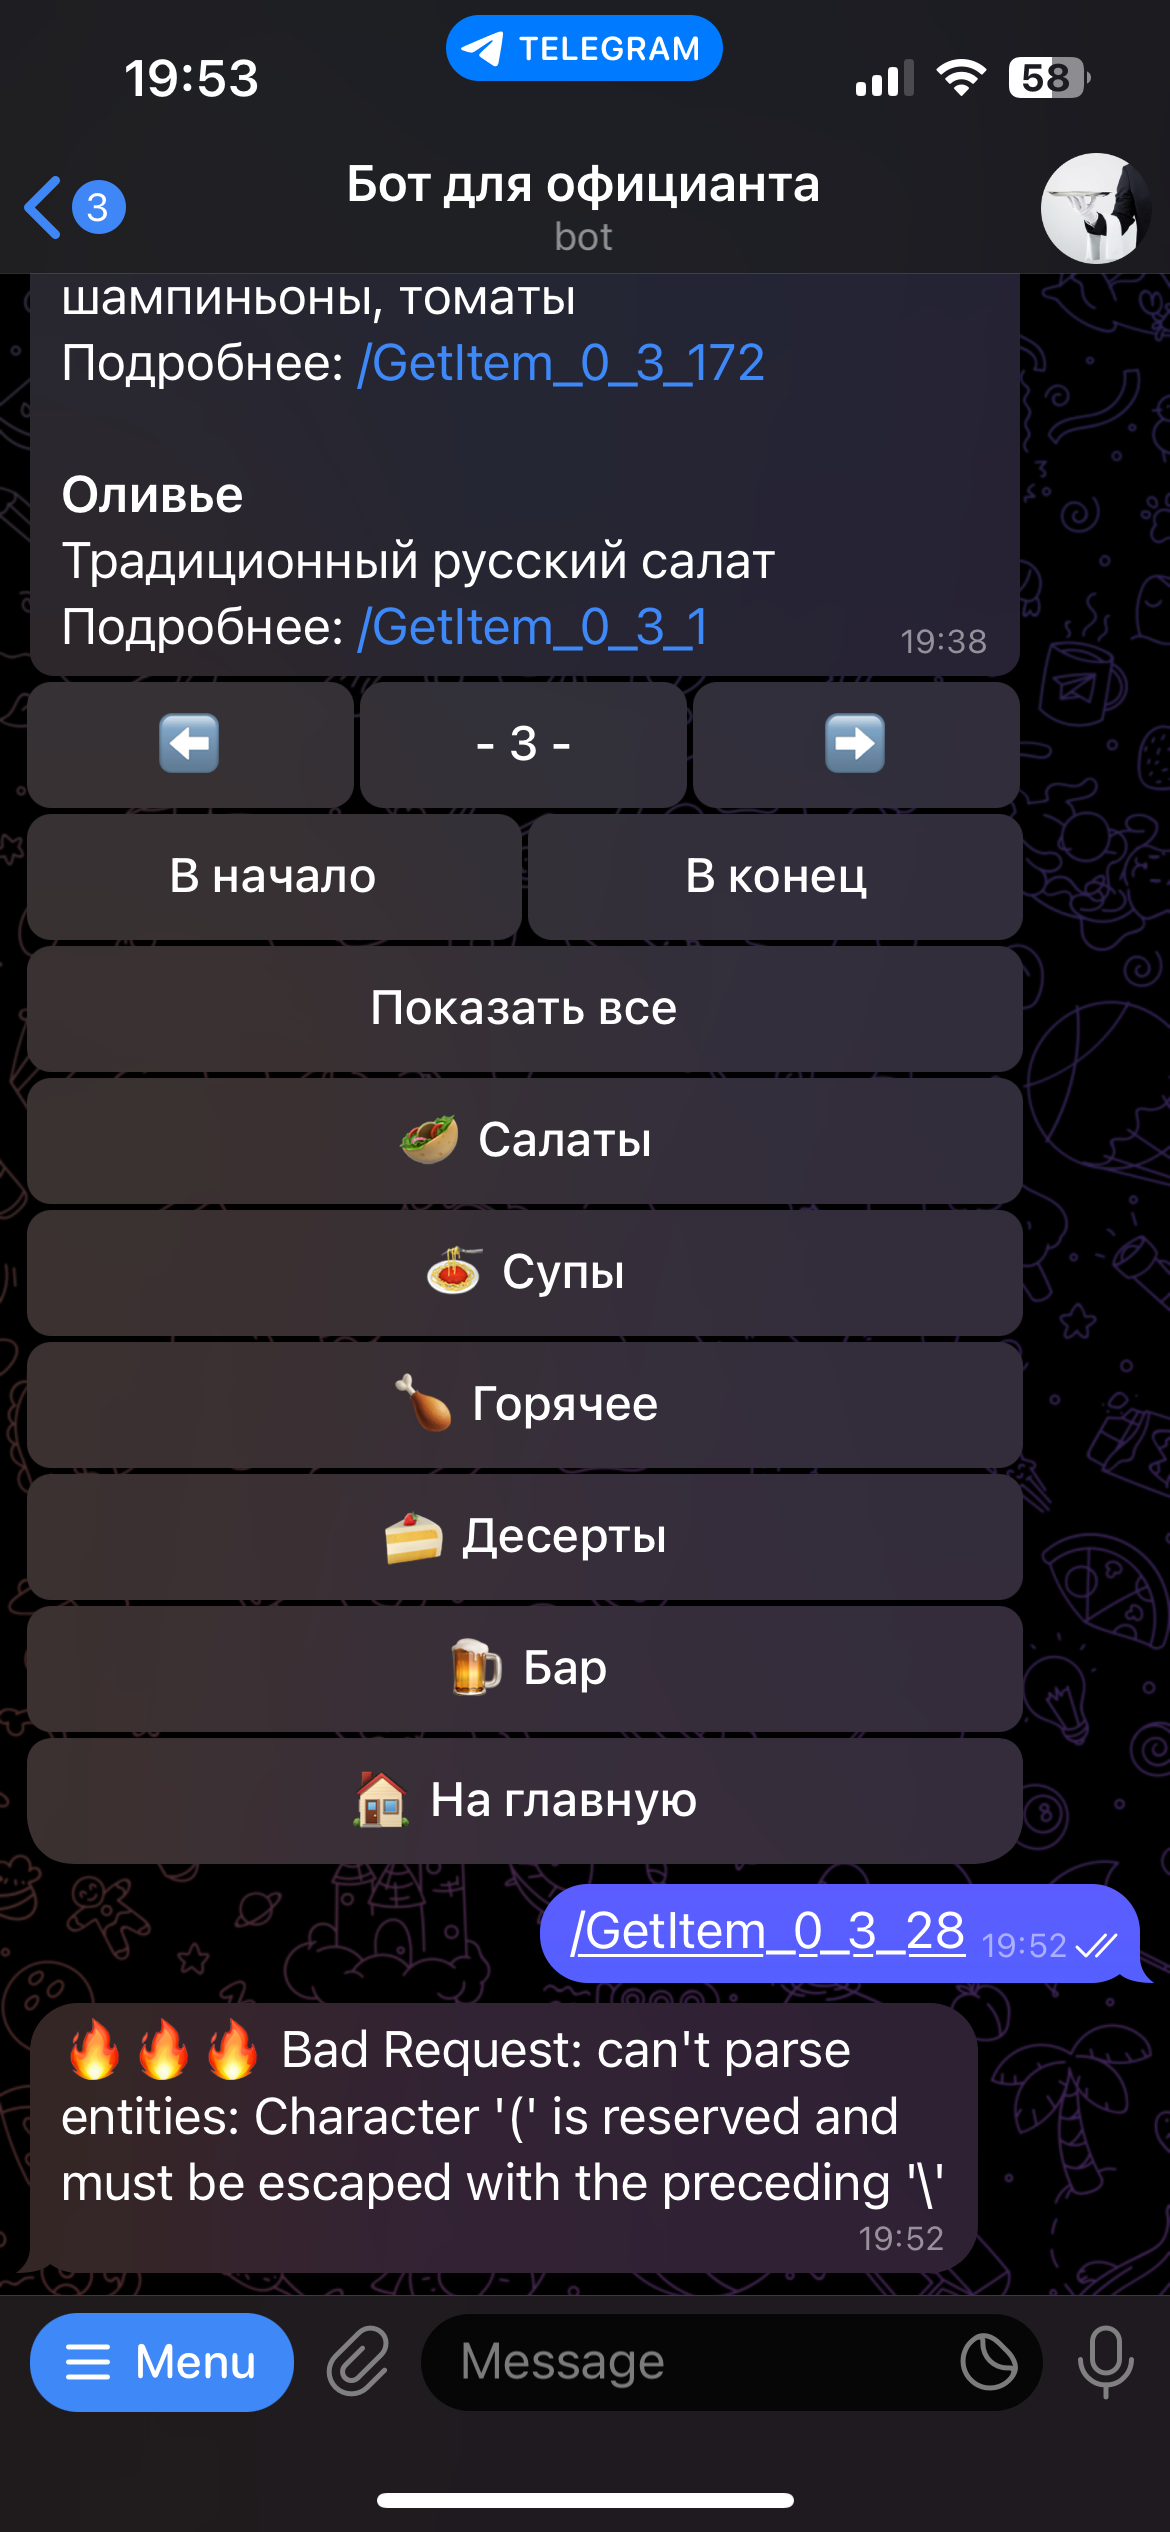 19:53
TELEGRAM
58
3
Бот для официанта
bot
шампиньоны, томаты
Подробнее: /GetItem_0_3_172
Оливье
Традиционный русский салат
Подробнее: /GetItem_0_3_1
19:38
- 3 -
В начало
В конец
Показать все
Салаты
Супы
Горячее
Десерты
Бар
На главную
/GetItem_0_3_28 19:52
Bad Request: can't parse
entities: Character '(' is reserved and
must be escaped with the preceding '\'
19:52
Menu
Message